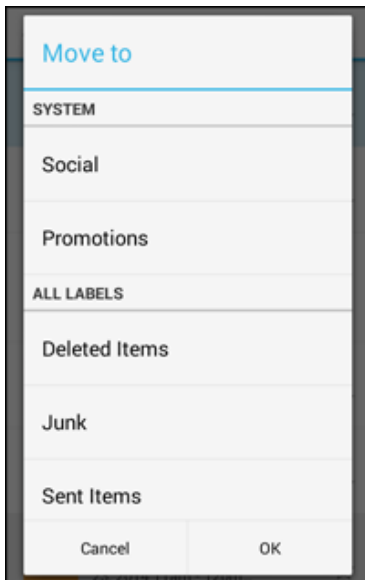 Move to
SYSTEM
Social
Promotions
ALL LABELS
Deleted Items
Junk
Sent Items
Cancel OK